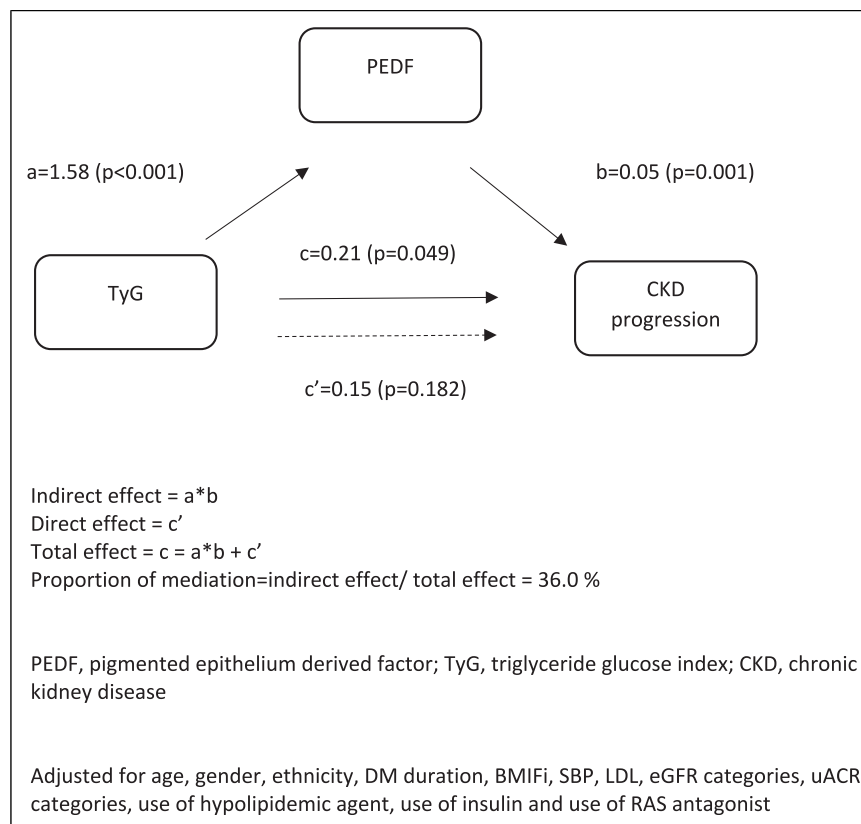 PEDF
a=1.58 (p<0.001)
b=0.05 (p=0.001)
c=0.21 (p=0.049)
TyG
CKD
progression
c’=0.15 (p=0.182)
Indirect effect = a*b
Direct effect = c’
Total effect = c = a*b + c’
Proportion of mediation=indirect effect/ total effect = 36.0 %
PEDF, pigmented epithelium derived factor; TyG, triglyceride glucose index; CKD, chronic
kidney disease
Adjusted for age, gender, ethnicity, DM duration, BMIFi, SBP, LDL, eGFR categories, uACR
categories, use of hypolipidemic agent, use of insulin and use of RAS antagonist